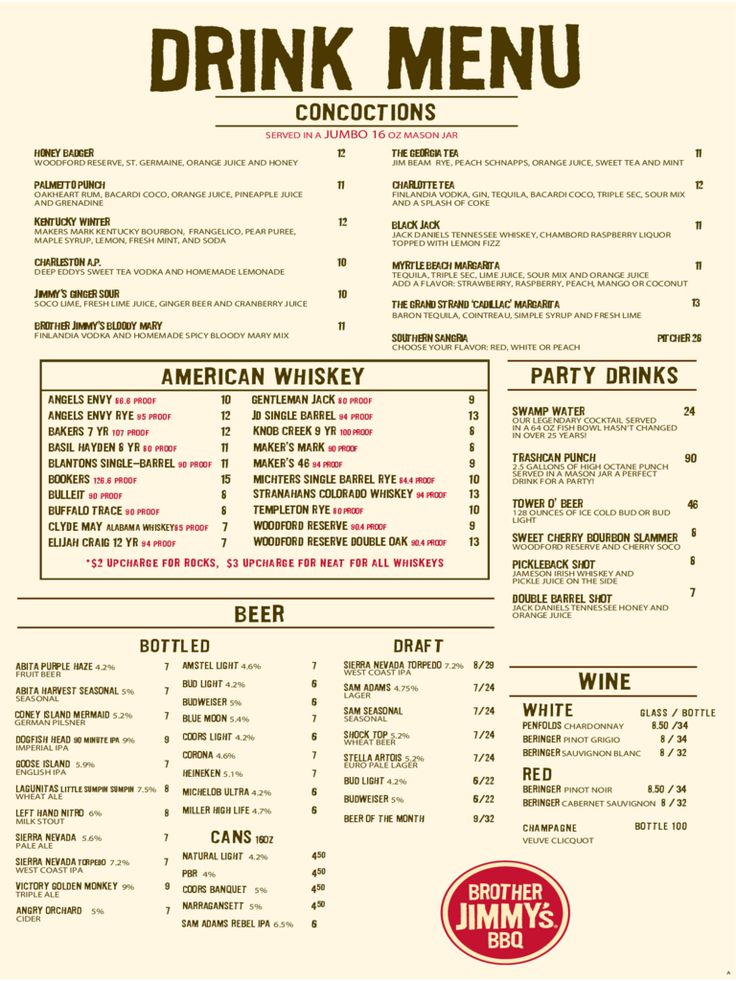 DRINK MENU
CONCOCTIONS
SERVED IN A JUMBO 16 OZ MASON JAR
HONEY BADGER 12
WOODFORD RESERVE, ST. GERMAINE, ORANGE JUICE AND HONEY
PALMETTO PUNCH 11
OAKHEART RUM, BACARDI COCO, ORANGE JUICE, PINEAPPLE JUICE
AND GRENADINE
KENTUCKY WINTER 12
MAKERS MARK KENTUCKY BOURBON, FRANGELICO, PEAR PUREE,
MAPLE SYRUP, LEMON, FRESH MINT, AND SODA
CHARLESTON A.P. 10
DEEP EDDYS SWEET TEA VODKA AND HOMEMADE LEMONADE
JIMMY'S GINGER SOUR 10
SOCO LIME, FRESH LIME JUICE, GINGER BEER AND CRANBERRY JUICE
BROTHER JIMMY'S BLOODY MARY 11
FINLANDIA VODKA AND HOMEMADE SPICY BLOODY MARY MIX
THE GEORGIA TEA 11
JIM BEAM RYE, PEACH SCHNAPPS, ORANGE JUICE, SWEET TEA AND MINT
CHARLOTTE TEA 12
FINLANDIA VODKA, GIN, TEQUILA, BACARDI COCO, TRIPLE SEC, SOUR MIX
AND A SPLASH OF COKE
BLACK JACK 11
JACK DANIELS TENNESSEE WHISKEY, CHAMBORD RASPBERRY LIQUOR
TOPPED WITH LEMON FIZZ
MYRTLE BEACH MARGARITA 11
TEQUILA, TRIPLE SEC, LIME JUICE, SOUR MIX AND ORANGE JUICE
ADD A FLAVOR: STRAWBERRY, RASPBERRY, PEACH, MANGO OR COCONUT
THE GRAND STRAND 'CADILLAC' MARGARITA 13
BARON TEQUILA, COINTREAU, SIMPLE SYRUP AND FRESH LIME
SOUTHERN SANGRIA PITCHER 26
CHOOSE YOUR FLAVOR: RED, WHITE OR PEACH
AMERICAN WHISKEY
ANGELS ENVY 86.6 PROOF 10
ANGELS ENVY RYE 95 PROOF 12
BAKERS 7 YR 107 PROOF 12
BASIL HAYDEN 8 YR 80 PROOF 11
BLANTONS SINGLE-BARREL 90 PROOF 11
BOOKERS 126.6 PROOF 15
BULLEIT 90 PROOF 8
BUFFALO TRACE 90 PROOF 8
CLYDE MAY ALABAMA WHISKEY 85 PROOF 7
ELIJAH CRAIG 12 YR 94 PROOF 7
GENTLEMAN JACK 80 PROOF 9
JD SINGLE BARREL 94 PROOF 13
KNOB CREEK 9 YR 100 PROOF 8
MAKER'S MARK 90 PROOF 8
MAKER'S 46 94 PROOF 9
MICHTERS SINGLE BARREL RYE 84.4 PROOF 10
STRANAHANS COLORADO WHISKEY 94 PROOF 13
TEMPLETON RYE 80 PROOF 10
WOODFORD RESERVE 90.4 PROOF 9
WOODFORD RESERVE DOUBLE OAK 90.4 PROOF 13
*$2 UPCHARGE FOR ROCKS, $3 UPCHARGE FOR NEAT FOR ALL WHISKEYS
PARTY DRINKS
SWAMP WATER 24
OUR LEGENDARY COCKTAIL SERVED
IN A 64 OZ FISH BOWL HASN'T CHANGED
IN OVER 25 YEARS!
TRASHCAN PUNCH 90
2.5 GALLONS OF HIGH OCTANE PUNCH
SERVED IN A MASON JAR A PERFECT
DRINK FOR A PARTY!
TOWER O' BEER 46
128 OUNCES OF ICE COLD BUD OR BUD
LIGHT
SWEET CHERRY BOURBON SLAMMER 8
WOODFORD RESERVE AND CHERRY SOCO
PICKLEBACK SHOT 8
JAMESON IRISH WHISKEY AND
PICKLE JUICE ON THE SIDE
DOUBLE BARREL SHOT 7
JACK DANIELS TENNESSEE HONEY AND
ORANGE JUICE
BEER
BOTTLED
ABITA PURPLE HAZE 4.2% 7
FRUIT BEER
ABITA HARVEST SEASONAL 5% 7
SEASONAL
CONEY ISLAND MERMAID 5.2% 7
GERMAN PILSNER
DOGFISH HEAD 90 MINUTE IPA 9% 9
IMPERIAL IPA
GOOSE ISLAND 5.9% 7
ENGLISH IPA
LAGUNITAS LITTLE SUMPIN SUMPIN 7.5% 8
WHEAT ALE
LEFT HAND NITRO 6% 8
MILK STOUT
SIERRA NEVADA 5.6% 7
PALE ALE
SIERRA NEVADA TORPEDO 7.2% 7
WEST COAST IPA
VICTORY GOLDEN MONKEY 9% 9
TRIPLE ALE
ANGRY ORCHARD 5% 7
CIDER
AMSTEL LIGHT 4.6% 7
BUD LIGHT 4.2% 6
BUDWEISER 5% 6
BLUE MOON 5.4% 7
COORS LIGHT 4.2% 6
CORONA 4.6% 7
HEINEKEN 5.1% 7
MICHELOB ULTRA 4.2% 6
MILLER HIGH LIFE 4.7% 6
CANS 16OZ
NATURAL LIGHT 4.2% 4 50
PBR 4% 4 50
COORS BANQUET 5% 4 50
NARRAGANSETT 5% 4 50
SAM ADAMS REBEL IPA 6.5% 6
DRAFT
SIERRA NEVADA TORPEDO 7.2% 8/29
WEST COAST IPA
SAM ADAMS 4.75% 7/24
LAGER
SAM SEASONAL 7/24
SEASONAL
SHOCK TOP 5.2% 7/24
WHEAT BEER
STELLA ARTOIS 5.2% 7/24
EURO PALE LAGER
BUD LIGHT 4.2% 6/22
BUDWEISER 5% 6/22
BEER OF THE MONTH 9/32
WINE
WHITE GLASS / BOTTLE
PENFOLDS CHARDONNAY 8.50 /34
BERINGER PINOT GRIGIO 8 / 34
BERINGER SAUVIGNON BLANC 8 / 32
RED
BERINGER PINOT NOIR 8.50 / 34
BERINGER CABERNET SAUVIGNON 8 / 32
CHAMPAGNE BOTTLE 100
VEUVE CLICQUOT
BROTHER
JIMMY'S
BBQ
A